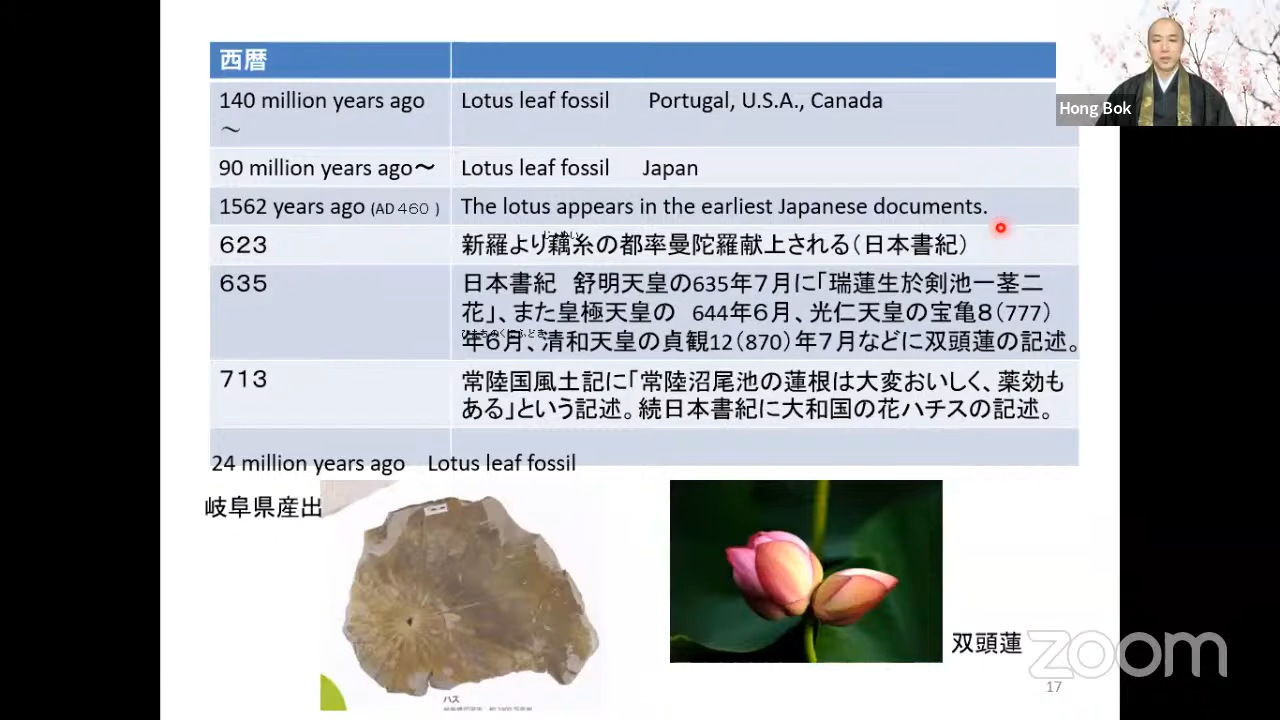 西暦
140 million years ago Lotus leaf fossil Portugal, U.S.A., Canada
～
90 million years ago～ Lotus leaf fossil Japan
1562 years ago (AD４６０) The lotus appears in the earliest Japanese documents.
６２３ 新羅より藕糸の都率曼陀羅献上される（日本書紀）
６３５ 日本書紀　舒明天皇の635年７月に「瑞蓮生於剣池一茎二
花」、また皇極天皇の　644年６月、光仁天皇の宝亀８（777）
年６月、清和天皇の貞観12（870）年７月などに双頭蓮の記述。
７１３ 常陸国風土記に「常陸沼尾池の蓮根は大変おいしく、薬効も
ある」という記述。続日本書紀に大和国の花ハチスの記述。
24 million years ago Lotus leaf fossil
岐阜県産出
ハス
双頭蓮
17
Hong Bok
zoom